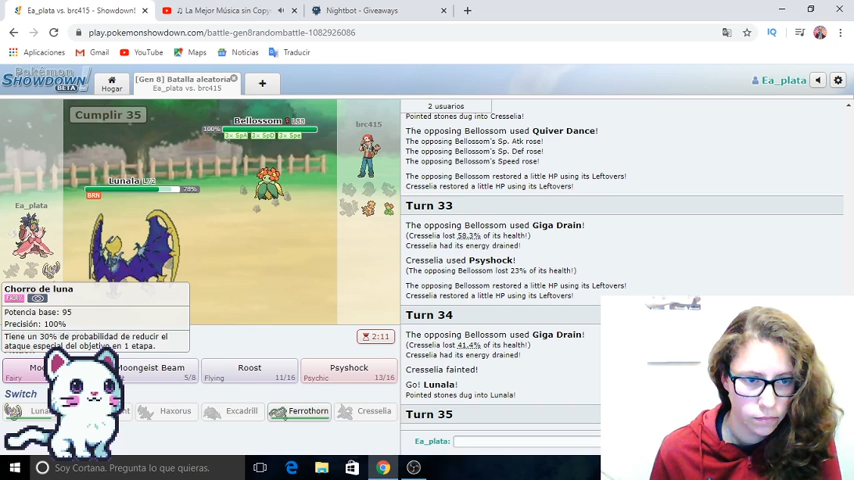 Ea_plata vs. brc415 - Showdown!
La Mejor Música sin Copy
Nightbot - Giveaways
play.pokemonshowdown.com/battle-gen8randombattle-1082926086
Aplicaciones
Gmail
YouTube
Maps
Noticias
Traducir
Pokémon
SHOWDOWN
BETA
Hogar
[Gen 8] Batalla aleatoria
Ea_plata vs. brc415
Ea_plata
Cumplir 35
Bellossom
100%
3× SpA
3× SpD
3× Spe
brc415
Lunala
78%
BRN
Ea_plata
Chorro de luna
FAIRY
Potencia base: 95
Precisión: 100%
Tiene un 30% de probabilidad de reducir el
ataque especial del objetivo en 1 etapa.
2:11
Fairy
Moongeist Beam
5/8
Roost
Flying
11/16
Psyshock
Psychic
13/16
Switch
Haxorus
Excadrill
Ferrothorn
Cresselia
2 usuarios
Pointed stones dug into Cresselia!
The opposing Bellossom used Quiver Dance!
The opposing Bellossom's Sp. Atk rose!
The opposing Bellossom's Sp. Def rose!
The opposing Bellossom's Speed rose!
The opposing Bellossom restored a little HP using its Leftovers!
Cresselia restored a little HP using its Leftovers!
Turn 33
The opposing Bellossom used Giga Drain!
(Cresselia lost 58.3% of its health!)
Cresselia had its energy drained!
Cresselia used Psyshock!
(The opposing Bellossom lost 23% of its health!)
The opposing Bellossom restored a little HP using its Leftovers!
Cresselia restored a little HP using its Leftovers!
Turn 34
The opposing Bellossom used Giga Drain!
(Cresselia lost 41.4% of its health!)
Cresselia had its energy drained!
Cresselia fainted!
Go! Lunala!
Pointed stones dug into Lunala!
Turn 35
Ea_plata:
Soy Cortana. Pregunta lo que quieras.